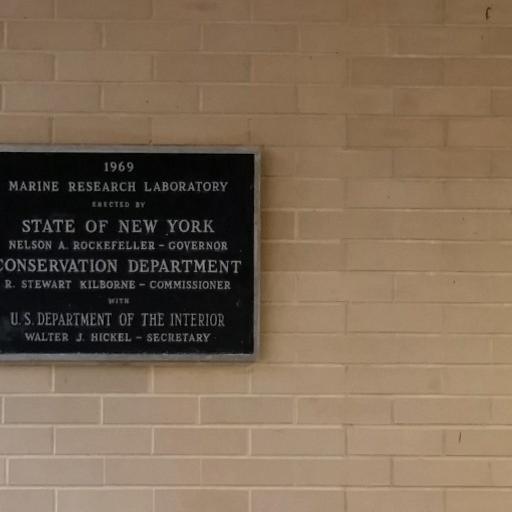 1969
MARINE RESEARCH LABORATORY
ERECTED BY
STATE OF NEW YORK
NELSON A. ROCKEFELLER - GOVERNOR
CONSERVATION DEPARTMENT
R. STEWART KILBORNE - COMMISSIONER
WITH
U.S. DEPARTMENT OF THE INTERIOR
WALTER J. HICKEL - SECRETARY